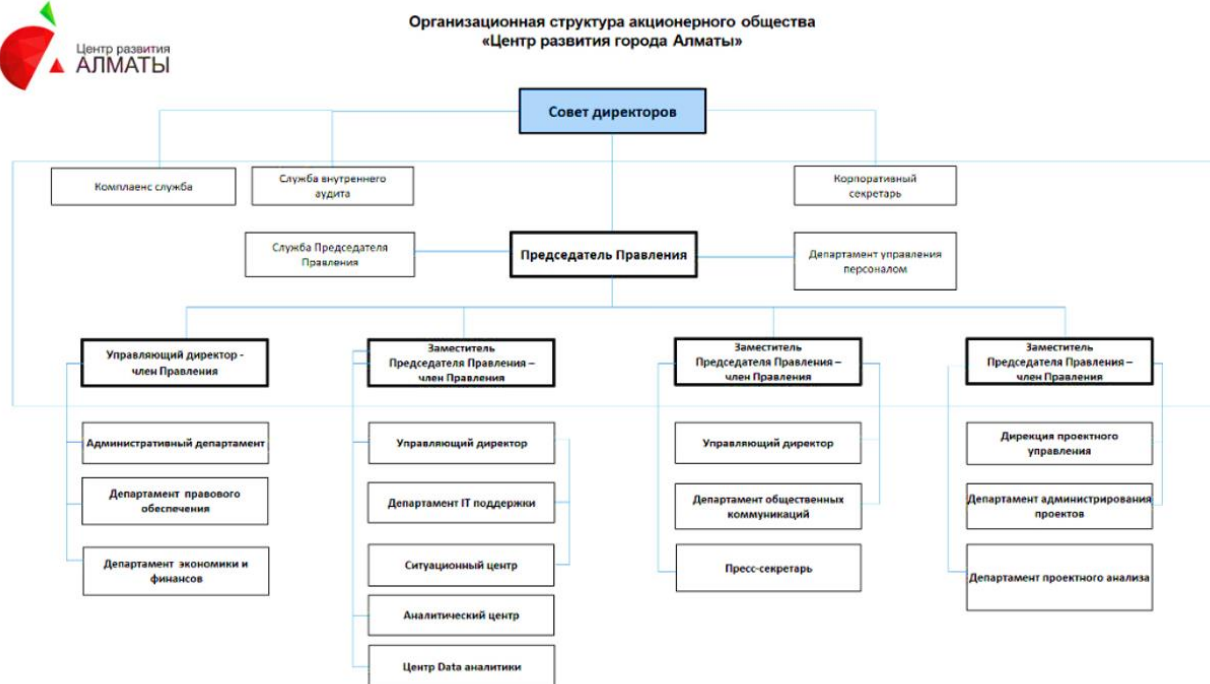 Организационная структура акционерного общества
«Центр развития города Алматы»
Центр развития
АЛМАТЫ
Совет директоров
Комплаенс служба
Служба внутреннего
аудита
Корпоративный
секретарь
Служба Председателя
Правления
Председатель Правления
Департамент управления
персоналом
Управляющий директор -
член Правления
Заместитель
Председателя Правления –
член Правления
Заместитель
Председателя Правления –
член Правления
Заместитель
Председателя Правления –
член Правления
Административный департамент
Управляющий директор
Управляющий директор
Дирекция проектного
управления
Департамент правового
обеспечения
Департамент IT поддержки
Департамент общественных
коммуникаций
Департамент администрирования
проектов
Департамент экономики и
финансов
Ситуационный центр
Пресс-секретарь
Департамент проектного анализа
Аналитический центр
Центр Data аналитики